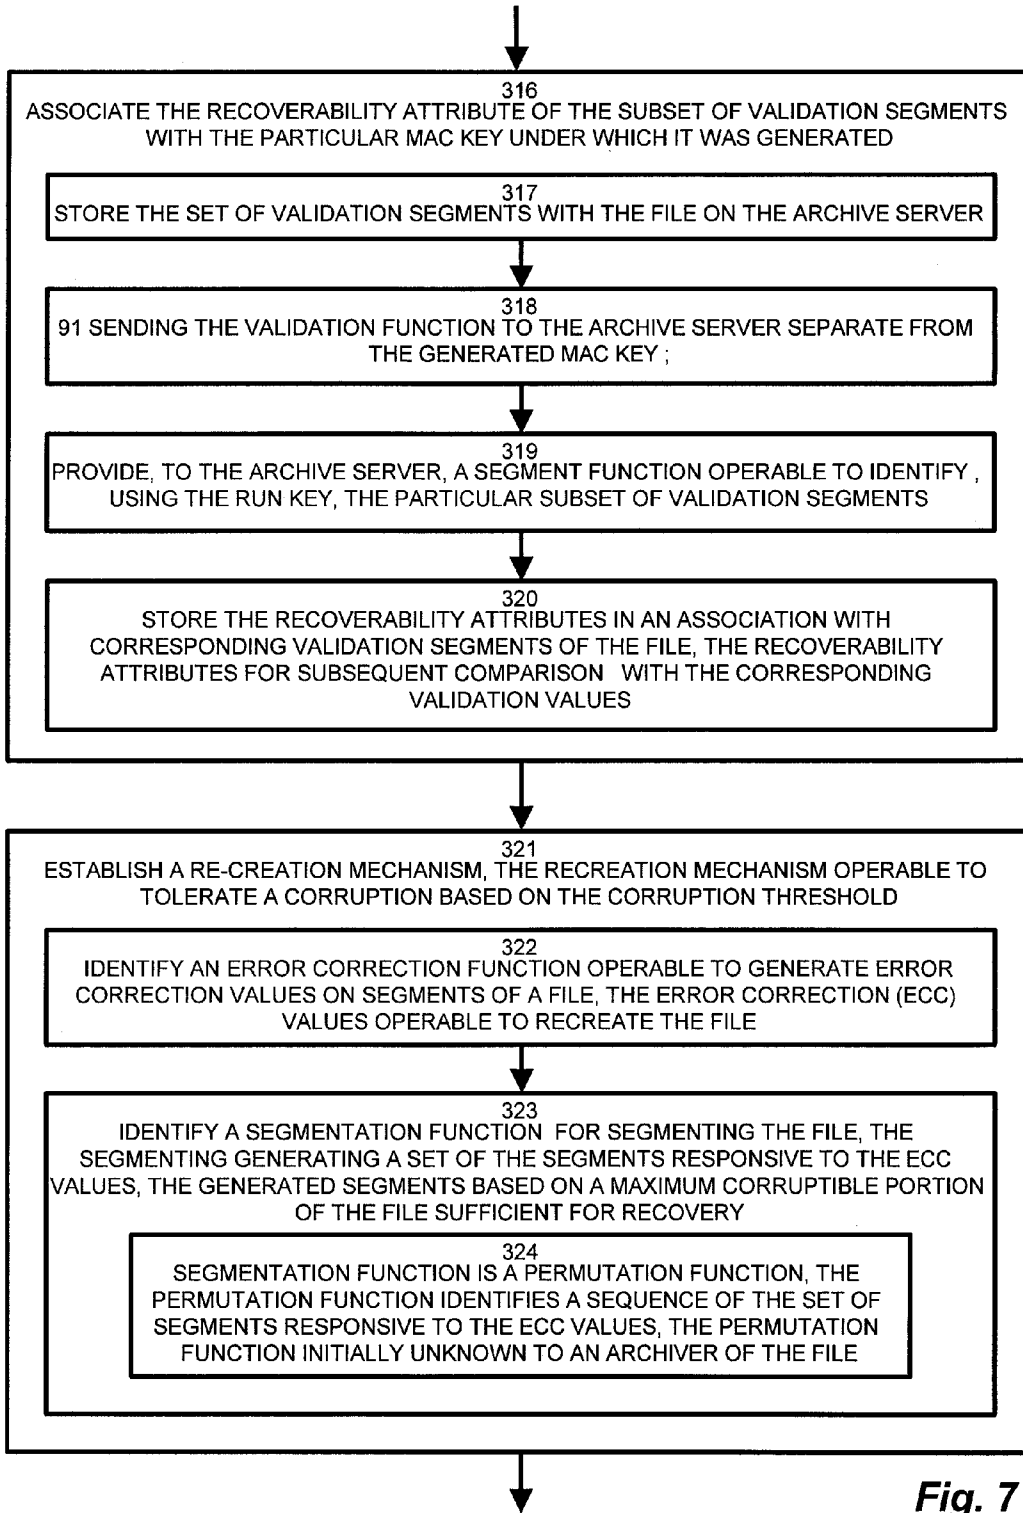 316
ASSOCIATE THE RECOVERABILITY ATTRIBUTE OF THE SUBSET OF VALIDATION SEGMENTS
WITH THE PARTICULAR MAC KEY UNDER WHICH IT WAS GENERATED
317
STORE THE SET OF VALIDATION SEGMENTS WITH THE FILE ON THE ARCHIVE SERVER
318
91 SENDING THE VALIDATION FUNCTION TO THE ARCHIVE SERVER SEPARATE FROM
THE GENERATED MAC KEY ;
319
PROVIDE, TO THE ARCHIVE SERVER, A SEGMENT FUNCTION OPERABLE TO IDENTIFY ,
USING THE RUN KEY, THE PARTICULAR SUBSET OF VALIDATION SEGMENTS
320
STORE THE RECOVERABILITY ATTRIBUTES IN AN ASSOCIATION WITH
CORRESPONDING VALIDATION SEGMENTS OF THE FILE, THE RECOVERABILITY
ATTRIBUTES FOR SUBSEQUENT COMPARISON WITH THE CORRESPONDING
VALIDATION VALUES
321
ESTABLISH A RE-CREATION MECHANISM, THE RECREATION MECHANISM OPERABLE TO
TOLERATE A CORRUPTION BASED ON THE CORRUPTION THRESHOLD
322
IDENTIFY AN ERROR CORRECTION FUNCTION OPERABLE TO GENERATE ERROR
CORRECTION VALUES ON SEGMENTS OF A FILE, THE ERROR CORRECTION (ECC)
VALUES OPERABLE TO RECREATE THE FILE
323
IDENTIFY A SEGMENTATION FUNCTION FOR SEGMENTING THE FILE, THE
SEGMENTING GENERATING A SET OF THE SEGMENTS RESPONSIVE TO THE ECC
VALUES, THE GENERATED SEGMENTS BASED ON A MAXIMUM CORRUPTIBLE PORTION
OF THE FILE SUFFICIENT FOR RECOVERY
324
SEGMENTATION FUNCTION IS A PERMUTATION FUNCTION, THE
PERMUTATION FUNCTION IDENTIFIES A SEQUENCE OF THE SET OF
SEGMENTS RESPONSIVE TO THE ECC VALUES, THE PERMUTATION
FUNCTION INITIALLY UNKNOWN TO AN ARCHIVER OF THE FILE
Fig. 7